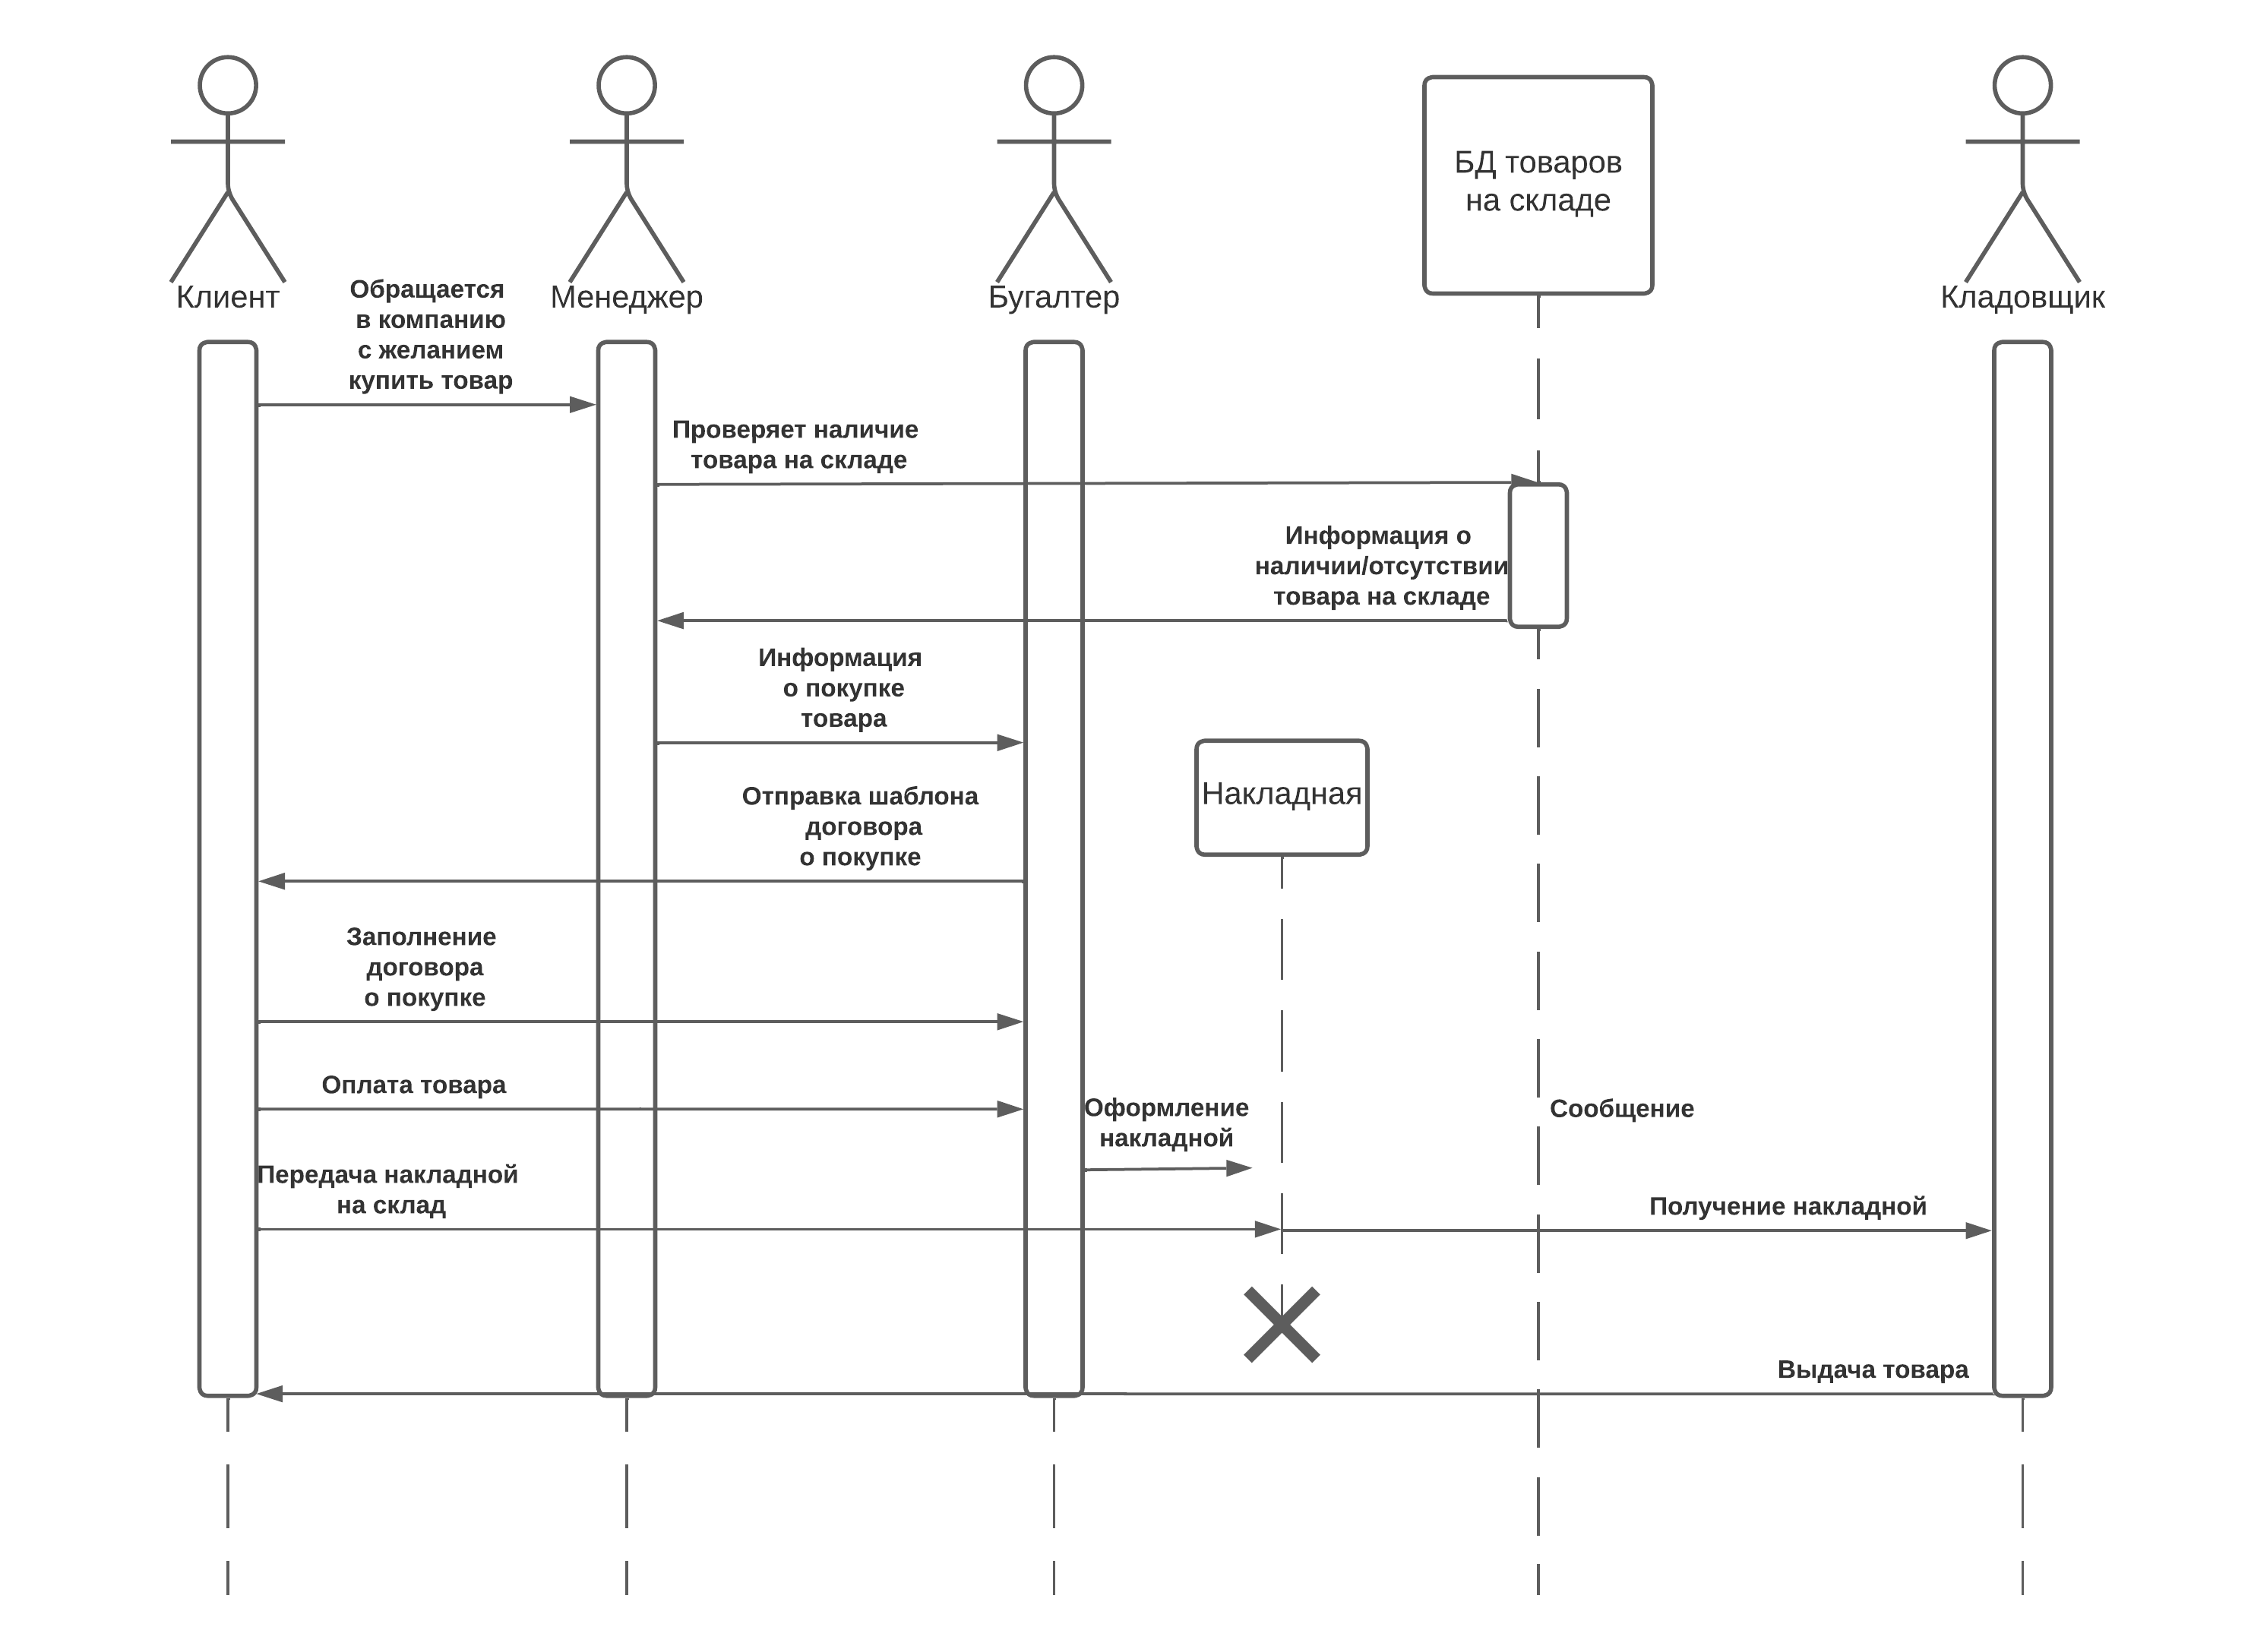 БД товаров
на складе
Клиент
Менеджер
Бугалтер
Кладовщик
Обращается
в компанию
с желанием
купить товар
Проверяет наличие
товара на складе
Информация о
наличии/отсутствии
товара на складе
Информация
о покупке
товара
Накладная
Отправка шаблона
договора
о покупке
Заполнение
договора
о покупке
Оплата товара
Оформление
накладной
Сообщение
Передача накладной
на склад
Получение накладной
Выдача товара